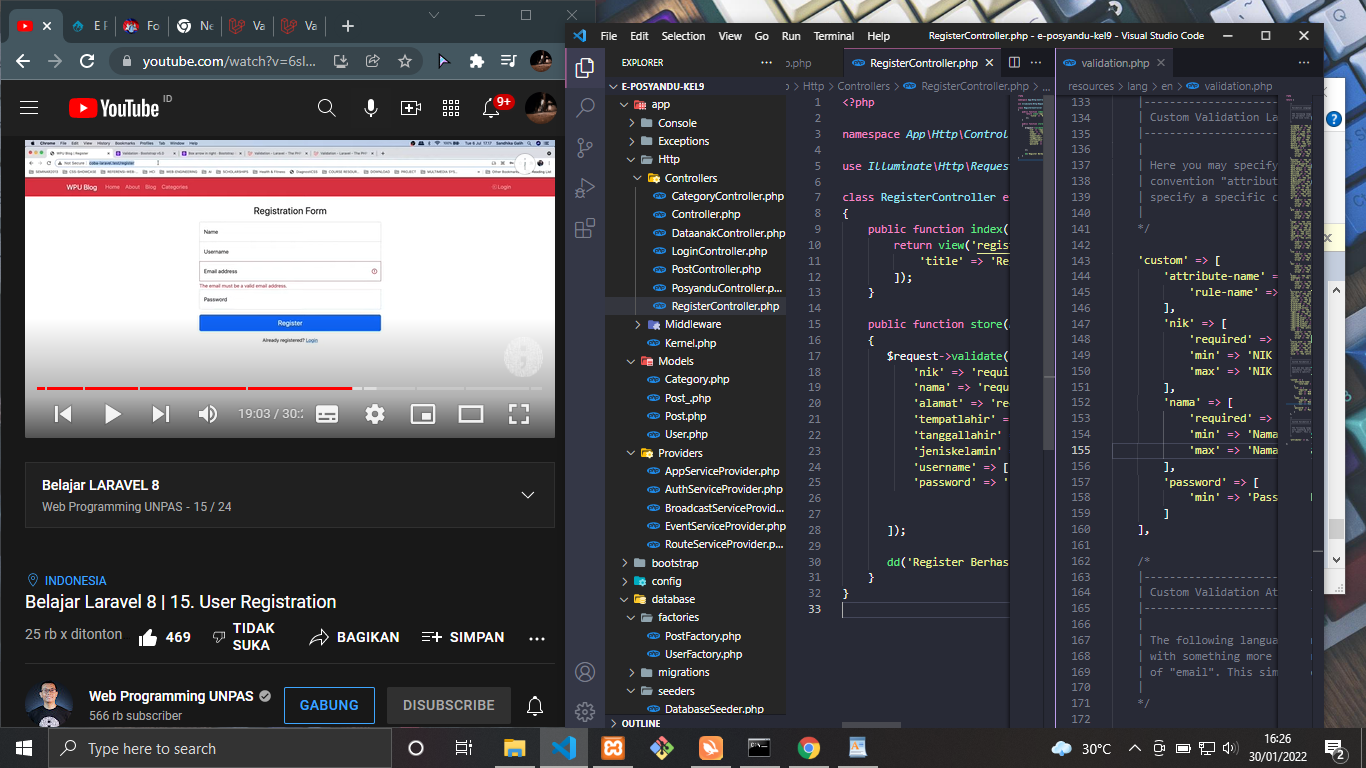 E P
Fo
Ne
Va
Va
youtube.com/watch?v=6sl...
YouTube
ID
9+
Chrome File Edit View History Bookmarks Profiles Tab Window Help
WPU Blog
Home About Blog Categories
Login
Registration Form
Name
Username
Email address
The email must be a valid email address.
Password
Register
Already registered? Login
19:03 / 30:
Belajar LARAVEL 8
Web Programming UNPAS - 15 / 24
INDONESIA
Belajar Laravel 8 | 15. User Registration
25 rb x ditonton
469
TIDAK
SUKA
BAGIKAN
SIMPAN
Web Programming UNPAS
566 rb subscriber
GABUNG
DISUBSCRIBE
File Edit Selection View Go Run Terminal Help
RegisterController.php - e-posyandu-kel9 - Visual Studio Code
EXPLORER
E-POSYANDU-KEL9
app
Console
Exceptions
Http
Controllers
CategoryController.php
Controller.php
DataanakController.php
LoginController.php
PostController.php
PosyanduController.p...
RegisterController.php
Middleware
Kernel.php
Models
Category.php
Post_.php
Post.php
User.php
Providers
AppServiceProvider.php
AuthServiceProvider.php
BroadcastServiceProvid...
EventServiceProvider.php
RouteServiceProvider.p...
bootstrap
config
database
factories
PostFactory.php
UserFactory.php
migrations
seeders
DatabaseSeeder.php
OUTLINE
o.php
RegisterController.php
p > Http > Controllers > RegisterController.php > ...
1 <?php
2
3 namespace App\Http\Control
4
5 use Illuminate\Http\Reques
6
7 class RegisterController e
8 {
9 public function index(
10 return view('regist
11 'title' => 'Re
12 ]);
13 }
14
15 public function store(
16 {
17 $request->validate(
18 'nik' => 'requi
19 'nama' => 'requ
20 'alamat' => 're
21 'tempatlahir' =
22 'tanggallahir'
23 'jeniskelamin'
24 'username' => [
25 'password' => '
26
27
28 ]);
29
30 dd('Register Berhas
31 }
32 }
33
validation.php
resources > lang > en > validation.php
133 |---------------------
134 | Custom Validation La
135 |---------------------
136 |
137 | Here you may specify
138 | convention "attribut
139 | specify a specific c
140 |
141 */
142
143 'custom' => [
144 'attribute-name' =
145 'rule-name' =>
146 ],
147 'nik' => [
148 'required' =>
149 'min' => 'NIK
150 'max' => 'NIK
151 ],
152 'nama' => [
153 'required' =>
154 'min' => 'Nama
155 'max' => 'Nama
156 ],
157 'password' => [
158 'min' => 'Pass
159 ]
160 ],
161
162 /*
163 |---------------------
164 | Custom Validation At
165 |---------------------
166 |
167 | The following langua
168 | with something more
169 | of "email". This sim
170 |
171 */
172
Type here to search
30°C
16:26
30/01/2022
2